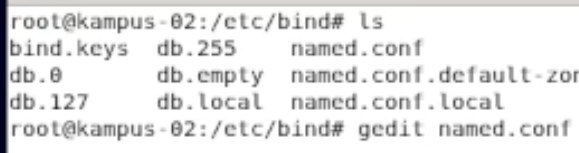 root@kampus-02:/etc/bind# ls
bind.keys  db.255    named.conf
db.0       db.empty  named.conf.default-zon
db.127     db.local  named.conf.local
root@kampus-02:/etc/bind# gedit named.conf